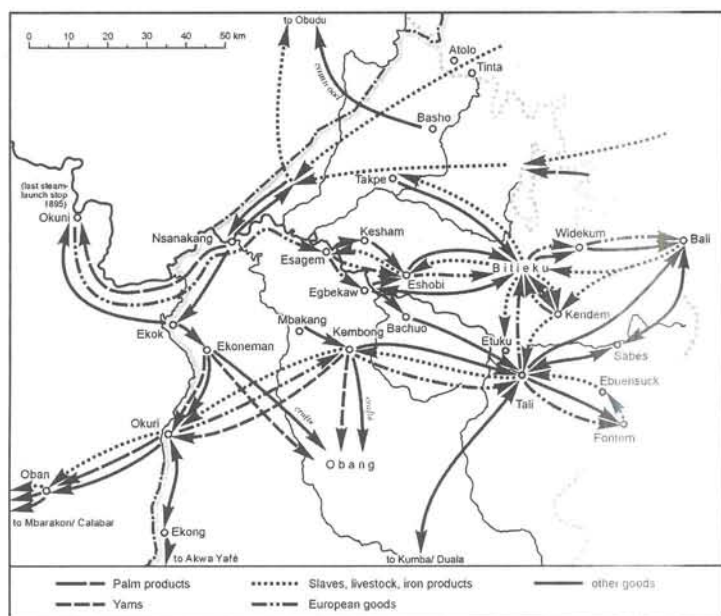 to Obudu
0 10 20 30 40 50 km
Atolo
Tinta
Basho
Takpe
(last steam-
launch stop
1895)
Okuni
Nsanakang
Kesham
Esagem
Eshobi
Egbekaw
Widekum
Bali
Bitieku
Kendem
Ekok
Ekoneman
Mbakang
Kembong
Bachuo
Etuku
Sabes
Tali
Ebuensuck
Fontem
crafts
crafts
Okuri
Obang
Oban
to Mbarakon/ Calabar
Ekong
to Akwa Yafé
to Kumba/ Duala
Palm products
Slaves, livestock, iron products
other goods
Yams
European goods